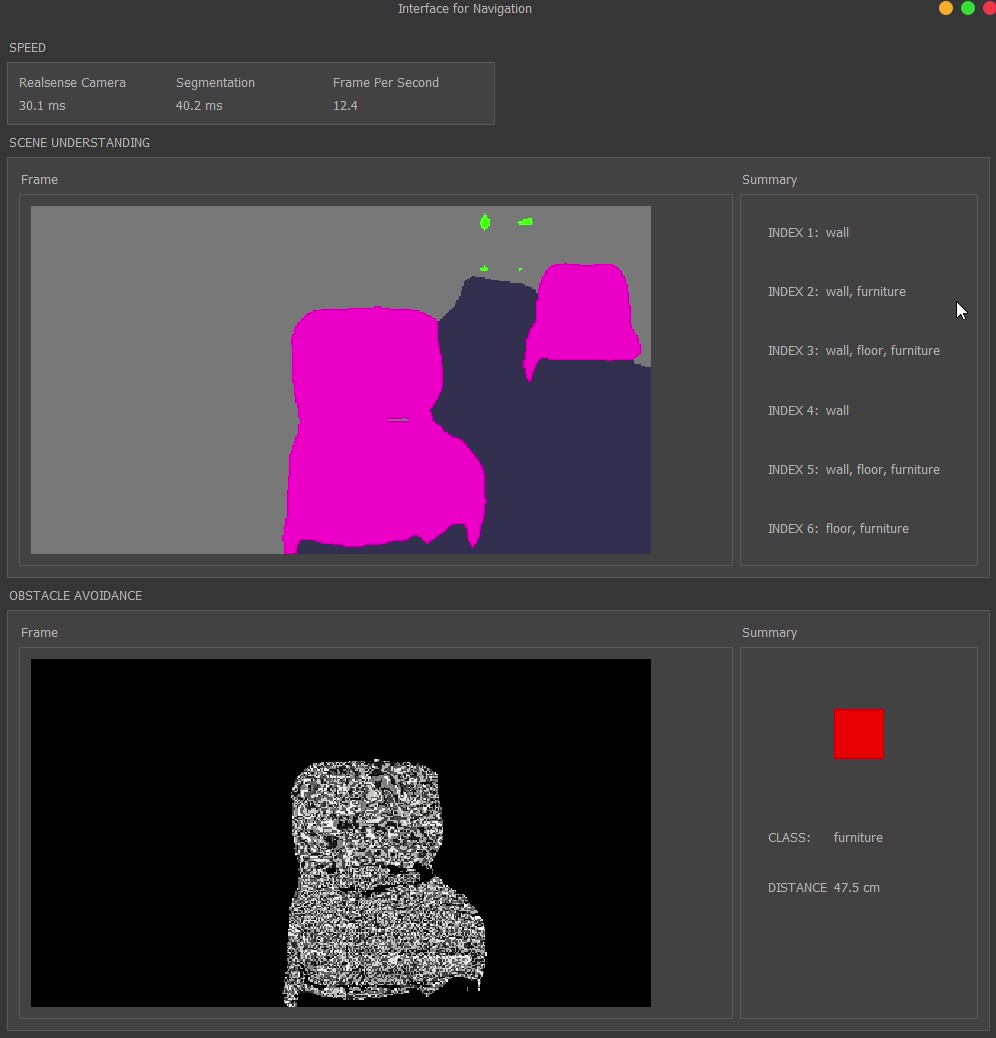 Interface for Navigation
SPEED
Realsense Camera Segmentation Frame Per Second
30.1 ms 40.2 ms 12.4
SCENE UNDERSTANDING
Frame
Summary
INDEX 1: wall
INDEX 2: wall, furniture
INDEX 3: wall, floor, furniture
INDEX 4: wall
INDEX 5: wall, floor, furniture
INDEX 6: floor, furniture
OBSTACLE AVOIDANCE
Frame
Summary
CLASS: furniture
DISTANCE 47.5 cm